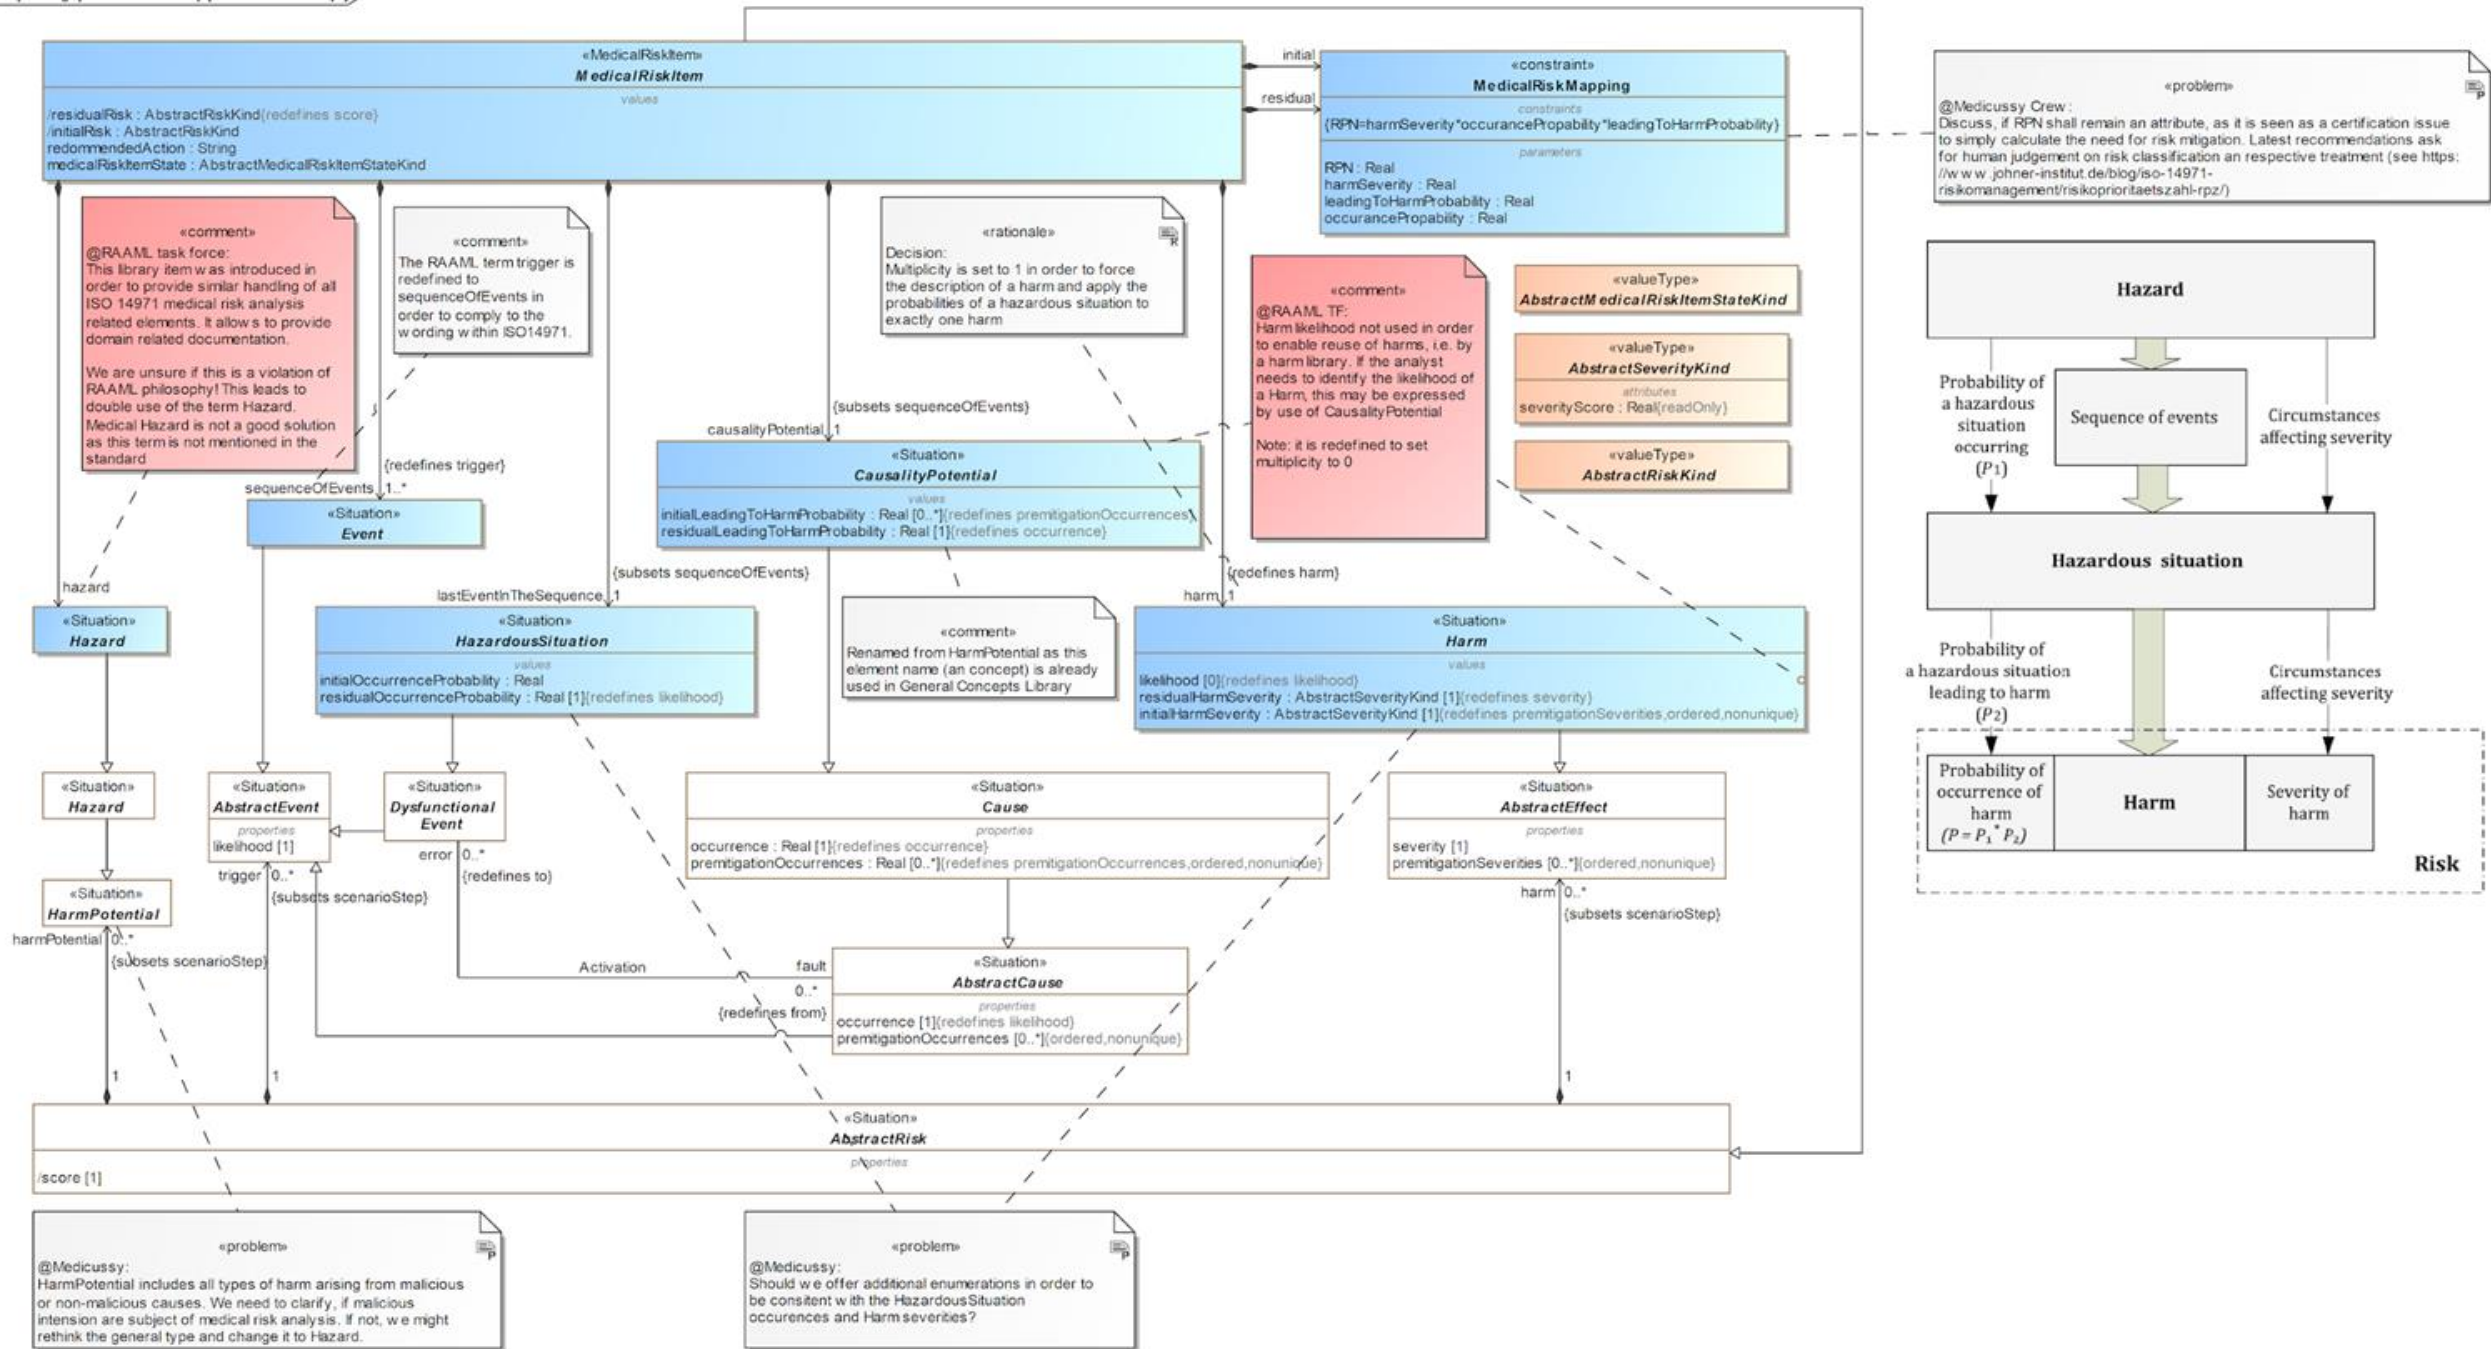 «MedicalRiskItem»
MedicalRiskItem
values
/residualRisk : AbstractRiskKind{redefines score}
/initialRisk : AbstractRiskKind
redommendedAction : String
medicalRiskItemState : AbstractMedicalRiskItemStateKind
initial
residual
«constraint»
MedicalRiskMapping
constraints
{RPN=harmSeverity*occurancePropability*leadingToHarmProbability}
parameters
RPN : Real
harmSeverity : Real
leadingToHarmProbability : Real
occurancePropability : Real
«problem»
@Medicussy Crew :
Discuss, if RPN shall remain an attribute, as it is seen as a certification issue
to simply calculate the need for risk mitigation. Latest recommendations ask
for human judgement on risk classification an respective treatment (see https:
//www.johner-institut.de/blog/iso-14971-
risikomanagement/risikoprioritaetszahl-rpz/)
«comment»
@RAAML task force:
This library item was introduced in
order to provide similar handling of all
ISO 14971 medical risk analysis
related elements. It allows to provide
domain related documentation.
We are unsure if this is a violation of
RAAML philosophy! This leads to
double use of the term Hazard.
Medical Hazard is not a good solution
as this term is not mentioned in the
standard
«comment»
The RAAML term trigger is
redefined to
sequenceOfEvents in
order to comply to the
wording within ISO14971.
«rationale»
Decision:
Multiplicity is set to 1 in order to force
the description of a harm and apply the
probabilities of a hazardous situation to
exactly one harm
«comment»
@RAAML TF:
Harm likelihood not used in order
to enable reuse of harms, i.e. by
a harm library. If the analyst
needs to identify the likelihood of
a Harm, this may be expressed
by use of CausalityPotential
Note: it is redefined to set
multiplicity to 0
«valueType»
AbstractMedicalRiskItemStateKind
«valueType»
AbstractSeverityKind
attributes
severityScore : Real{readOnly}
«valueType»
AbstractRiskKind
{redefines trigger}
sequenceOfEvents 1..*
«Situation»
Event
{subsets sequenceOfEvents}
causalityPotential 1
«Situation»
CausalityPotential
values
initialLeadingToHarmProbability : Real [0..*]{redefines premitigationOccurrences}
residualLeadingToHarmProbability : Real [1]{redefines occurrence}
hazard
«Situation»
Hazard
{subsets sequenceOfEvents}
lastEventInTheSequence 1
«Situation»
HazardousSituation
values
initialOccurrenceProbability : Real
residualOccurrenceProbability : Real [1]{redefines likelihood}
«comment»
Renamed from HarmPotential as this
element name (an concept) is already
used in General Concepts Library
{redefines harm}
harm 1
«Situation»
Harm
values
likelihood [0]{redefines likelihood}
residualHarmSeverity : AbstractSeverityKind [1]{redefines severity}
initialHarmSeverity : AbstractSeverityKind [1]{redefines premitigationSeverities,ordered,nonunique}
«Situation»
Hazard
«Situation»
AbstractEvent
properties
likelihood [1]
«Situation»
Dysfunctional
Event
«Situation»
Cause
properties
occurrence : Real [1]{redefines occurrence}
premitigationOccurrences : Real [0..*]{redefines premitigationOccurrences,ordered,nonunique}
«Situation»
AbstractEffect
properties
severity [1]
premitigationSeverities [0..*]{ordered,nonunique}
error 0..*
{redefines to}
trigger 0..*
{subsets scenarioStep}
harm 0..*
{subsets scenarioStep}
«Situation»
HarmPotential
harmPotential 0..*
{subsets scenarioStep}
Activation
fault
0..*
{redefines from}
«Situation»
AbstractCause
properties
occurrence [1]{redefines likelihood}
premitigationOccurrences [0..*]{ordered,nonunique}
1
1
1
«Situation»
AbstractRisk
properties
/score [1]
«problem»
@Medicussy:
HarmPotential includes all types of harm arising from malicious
or non-malicious causes. We need to clarify, if malicious
intension are subject of medical risk analysis. If not, we might
rethink the general type and change it to Hazard.
«problem»
@Medicussy:
Should we offer additional enumerations in order to
be consitent with the HazardousSituation
occurences and Harm severities?
Hazard
Probability of
a hazardous
situation
occurring
(P1)
Sequence of events
Circumstances
affecting severity
Hazardous situation
Probability of
a hazardous situation
leading to harm
(P2)
Circumstances
affecting severity
Probability of
occurrence of
harm
(P = P1 * P2)
Harm
Severity of
harm
Risk